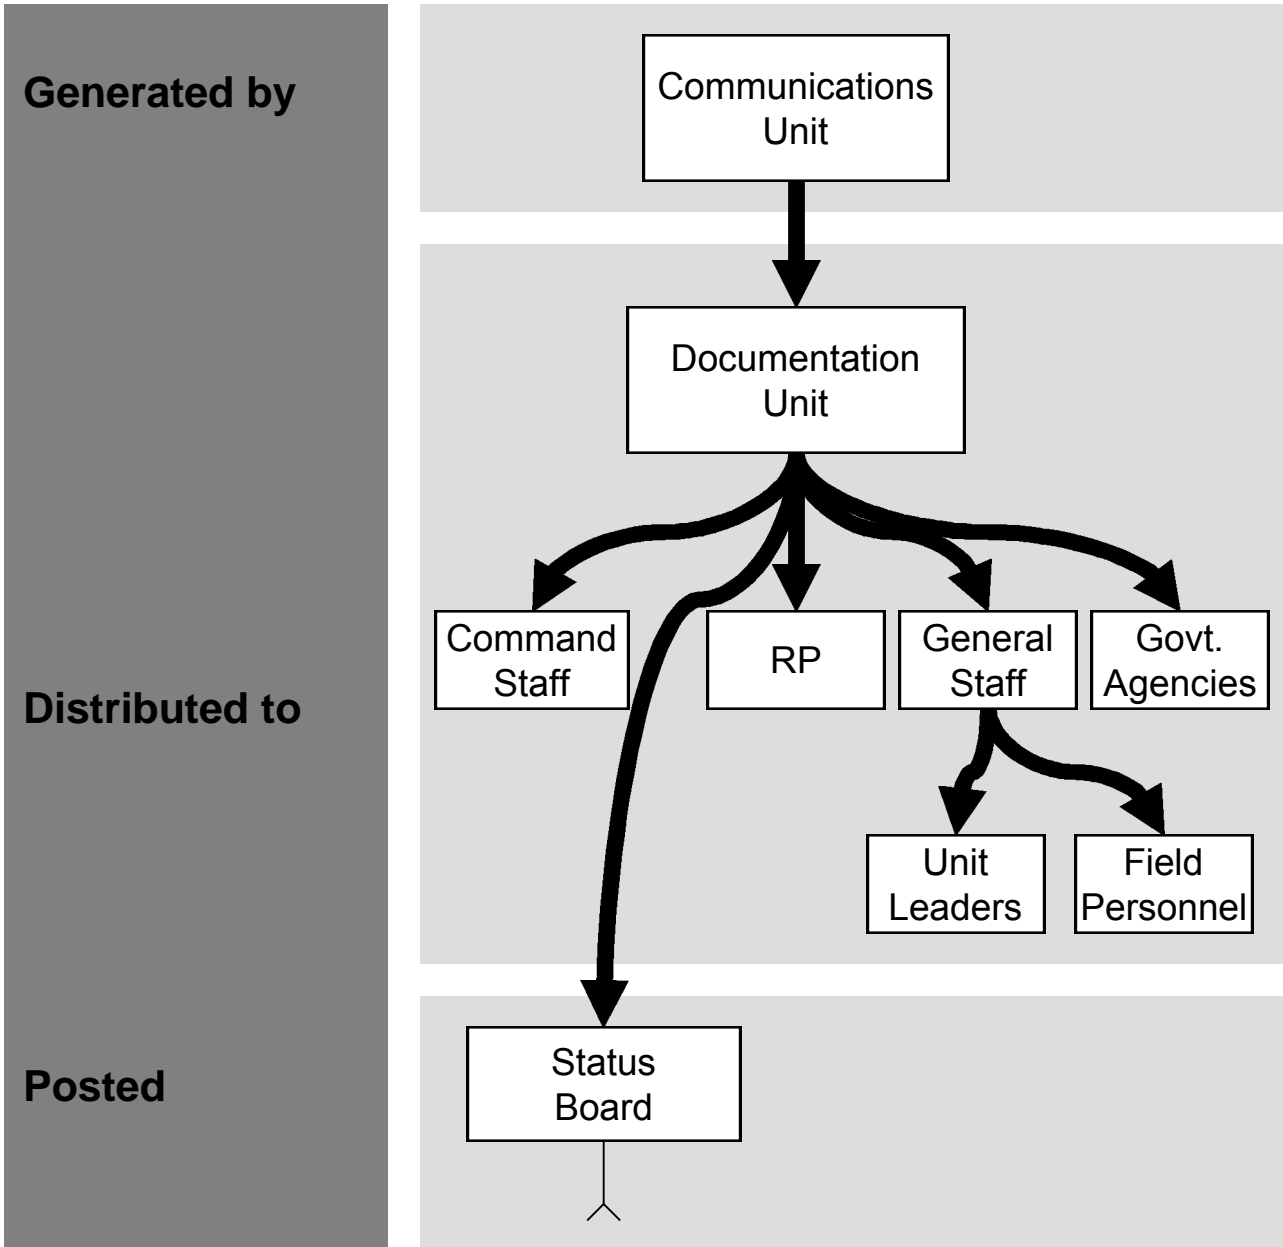 Generated by
Communications
Unit
Documentation
Unit
Distributed to
Command
Staff
RP
General
Staff
Govt.
Agencies
Unit
Leaders
Field
Personnel
Posted
Status
Board